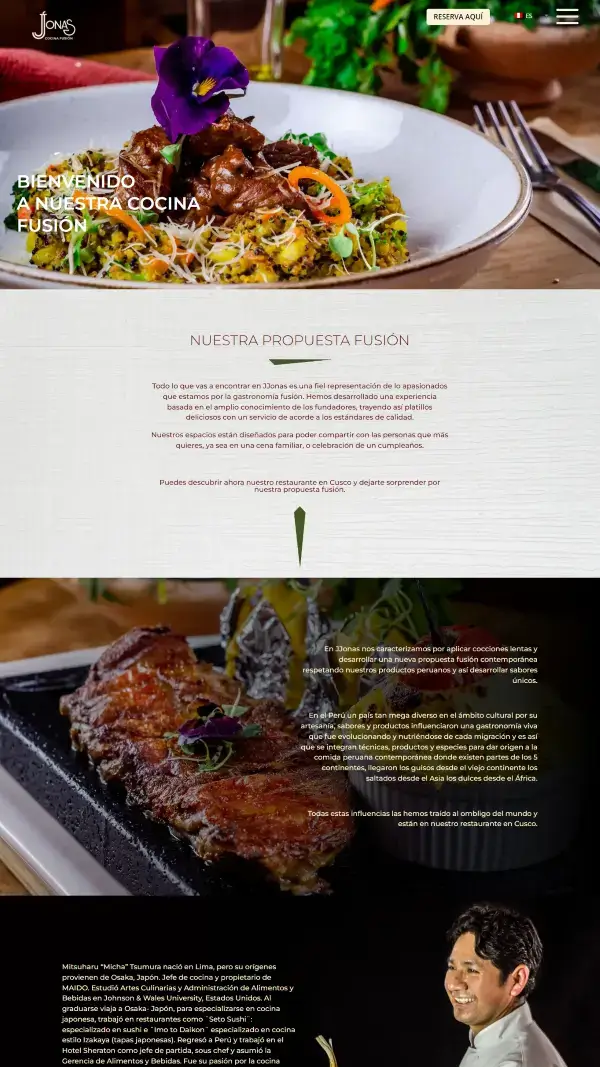 JJonas
COCINA FUSIÓN
RESERVA AQUÍ
ES
BIENVENIDO
A NUESTRA COCINA
FUSIÓN
NUESTRA PROPUESTA FUSIÓN
Todo lo que vas a encontrar en JJonas es una fiel representación de lo apasionados
que estamos por la gastronomía fusión. Hemos desarrollado una experiencia
basada en el amplio conocimiento de los fundadores, trayendo así platillos
deliciosos con un servicio de acorde a los estándares de calidad.
Nuestros espacios están diseñados para poder compartir con las personas que más
quieres, ya sea en una cena familiar, o celebración de un cumpleaños.
Puedes descubrir ahora nuestro restaurante en Cusco y dejarte sorprender por
nuestra propuesta fusión.
En JJonas nos caracterizamos por aplicar cocciones lentas y
desarrollar una nueva propuesta fusión contemporánea
respetando nuestros productos peruanos y así desarrollar sabores
únicos.
En el Perú un país tan mega diverso en el ámbito cultural por su
artesanía, sabores y productos influenciaron una gastronomía viva
que fue evolucionando y nutriéndose de cada migración y es así
que se integran técnicas, productos y especies para dar origen a la
comida peruana contemporánea donde existen partes de los 5
continentes, llegaron los guisos desde el viejo continente los
saltados desde el Asia los dulces desde el África.
Todas estas influencias las hemos traído al ombligo del mundo y
están en nuestro restaurante en Cusco.
Mitsuharu “Micha” Tsumura nació en Lima, pero su orígenes
provienen de Osaka, Japón. Jefe de cocina y propietario de
MAIDO. Estudió Artes Culinarias y Administración de Alimentos y
Bebidas en Johnson & Wales University, Estados Unidos. Al
graduarse viaja a Osaka- Japón, para especializarse en cocina
japonesa, trabajó en restaurantes como ¨Seto Sushi¨:
especializado en sushi e ¨Imo to Daikon¨ especializado en cocina
estilo Izakaya (tapas japonesas). Regresó a Perú y trabajó en el
Hotel Sheraton como jefe de partida, sous chef y asumió la
Gerencia de Alimentos y Bebidas. Fue su pasión por la cocina